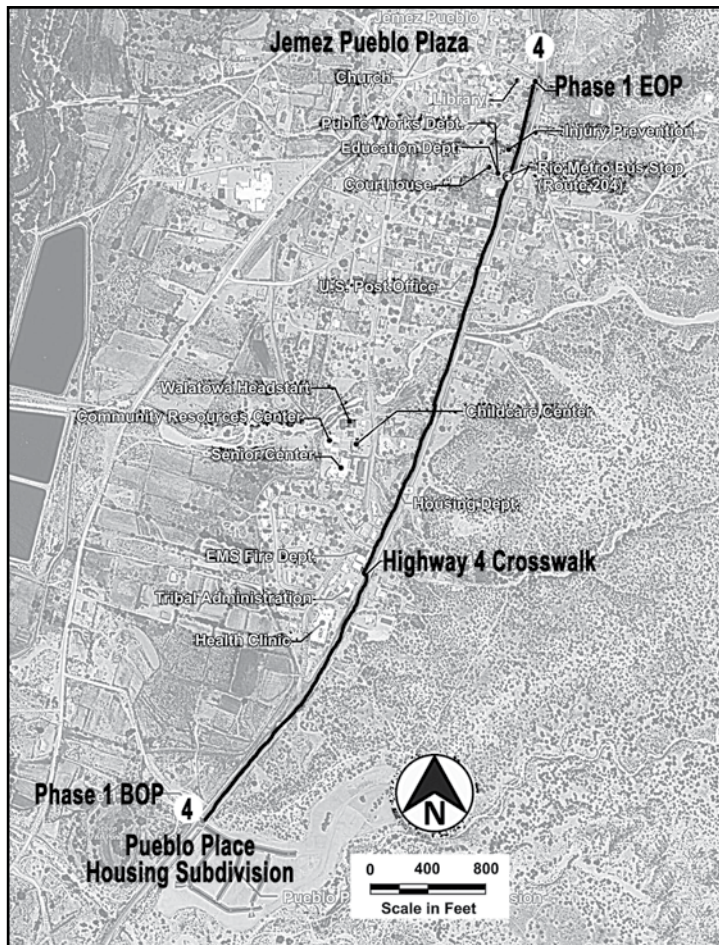 Jemez Pueblo
Jemez Pueblo Plaza
4
Church
Phase 1 EOP
Library
Public Works Dept.
Injury Prevention
Education Dept.
Rio Metro Bus Stop
(Route 204)
Courthouse
U.S. Post Office
Walatowa Headstart
Community Resources Center
Childcare Center
Senior Center
Housing Dept.
EMS Fire Dept.
Highway 4 Crosswalk
Tribal Administration
Health Clinic
Phase 1 BOP
4
Pueblo Place
Housing Subdivision
N
0 400 800
Scale in Feet